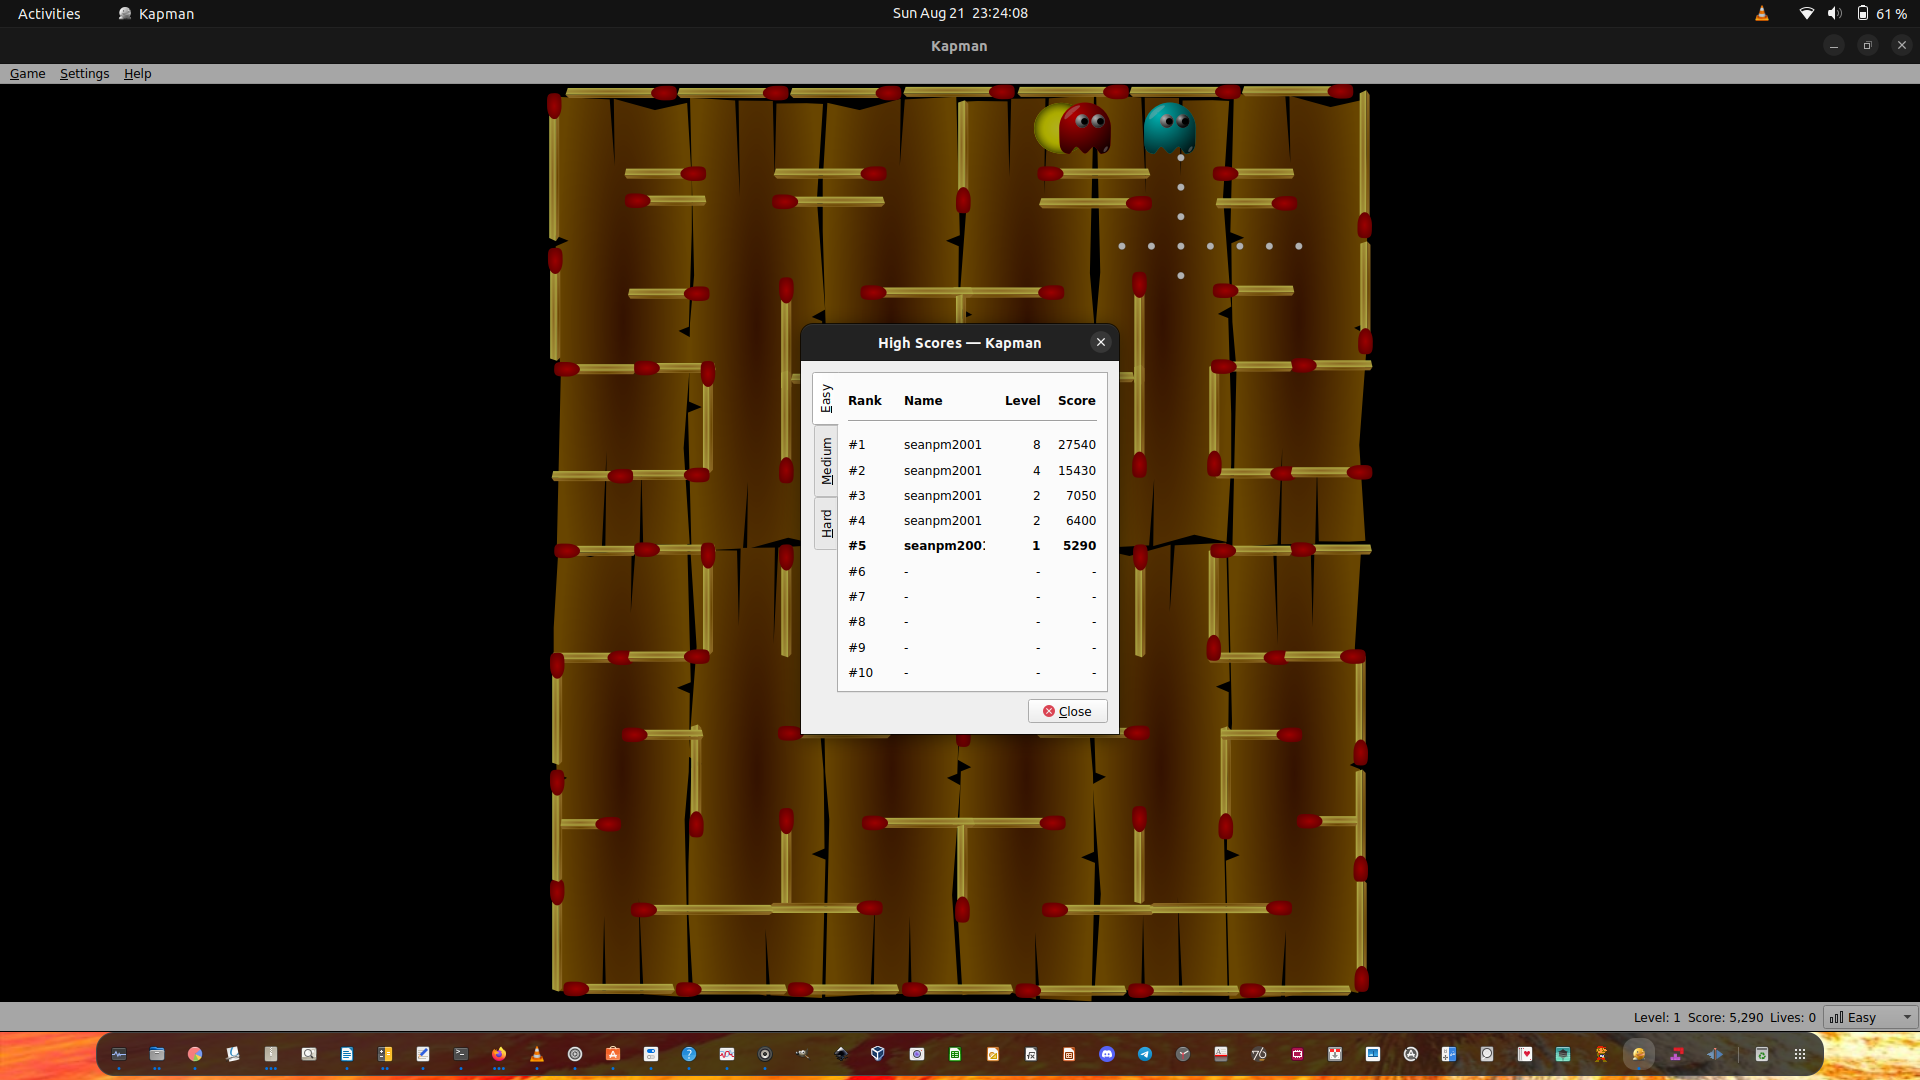 Activities Kapman Sun Aug 21 23:24:08 61 %
Kapman
Game Settings Help
High Scores — Kapman
Easy
Medium
Hard
Rank Name Level Score
#1 seanpm2001 8 27540
#2 seanpm2001 4 15430
#3 seanpm2001 2 7050
#4 seanpm2001 2 6400
#5 seanpm2001 1 5290
#6 - - -
#7 - - -
#8 - - -
#9 - - -
#10 - - -
Close
Level: 1 Score: 5,290 Lives: 0 Easy